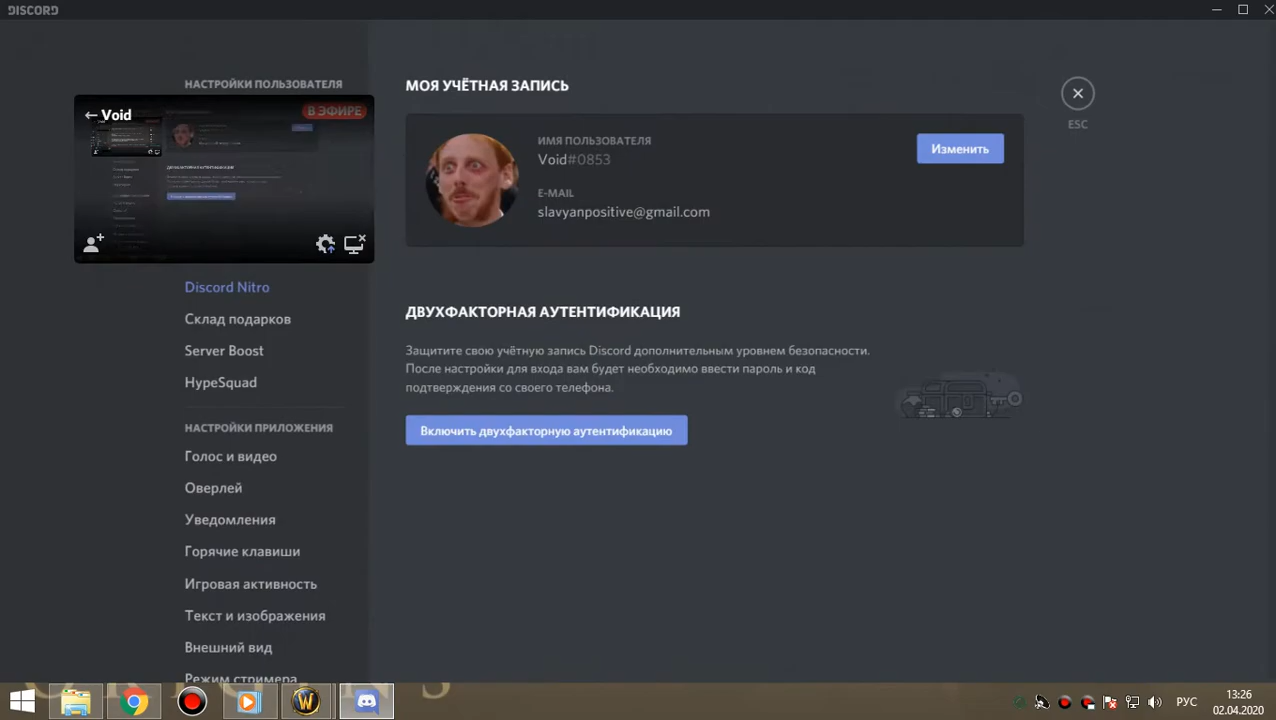 DISCORD
НАСТРОЙКИ ПОЛЬЗОВАТЕЛЯ
Void
В ЭФИРЕ
Discord Nitro
Склад подарков
Server Boost
HypeSquad
НАСТРОЙКИ ПРИЛОЖЕНИЯ
Голос и видео
Оверлей
Уведомления
Горячие клавиши
Игровая активность
Текст и изображения
Внешний вид
Режим стримера
МОЯ УЧЁТНАЯ ЗАПИСЬ
ИМЯ ПОЛЬЗОВАТЕЛЯ
Void#0853
E-MAIL
slavyanpositive@gmail.com
Изменить
ESC
ДВУХФАКТОРНАЯ АУТЕНТИФИКАЦИЯ
Защитите свою учётную запись Discord дополнительным уровнем безопасности.
После настройки для входа вам будет необходимо ввести пароль и код
подтверждения со своего телефона.
Включить двухфакторную аутентификацию
РУС
13:26
02.04.2020